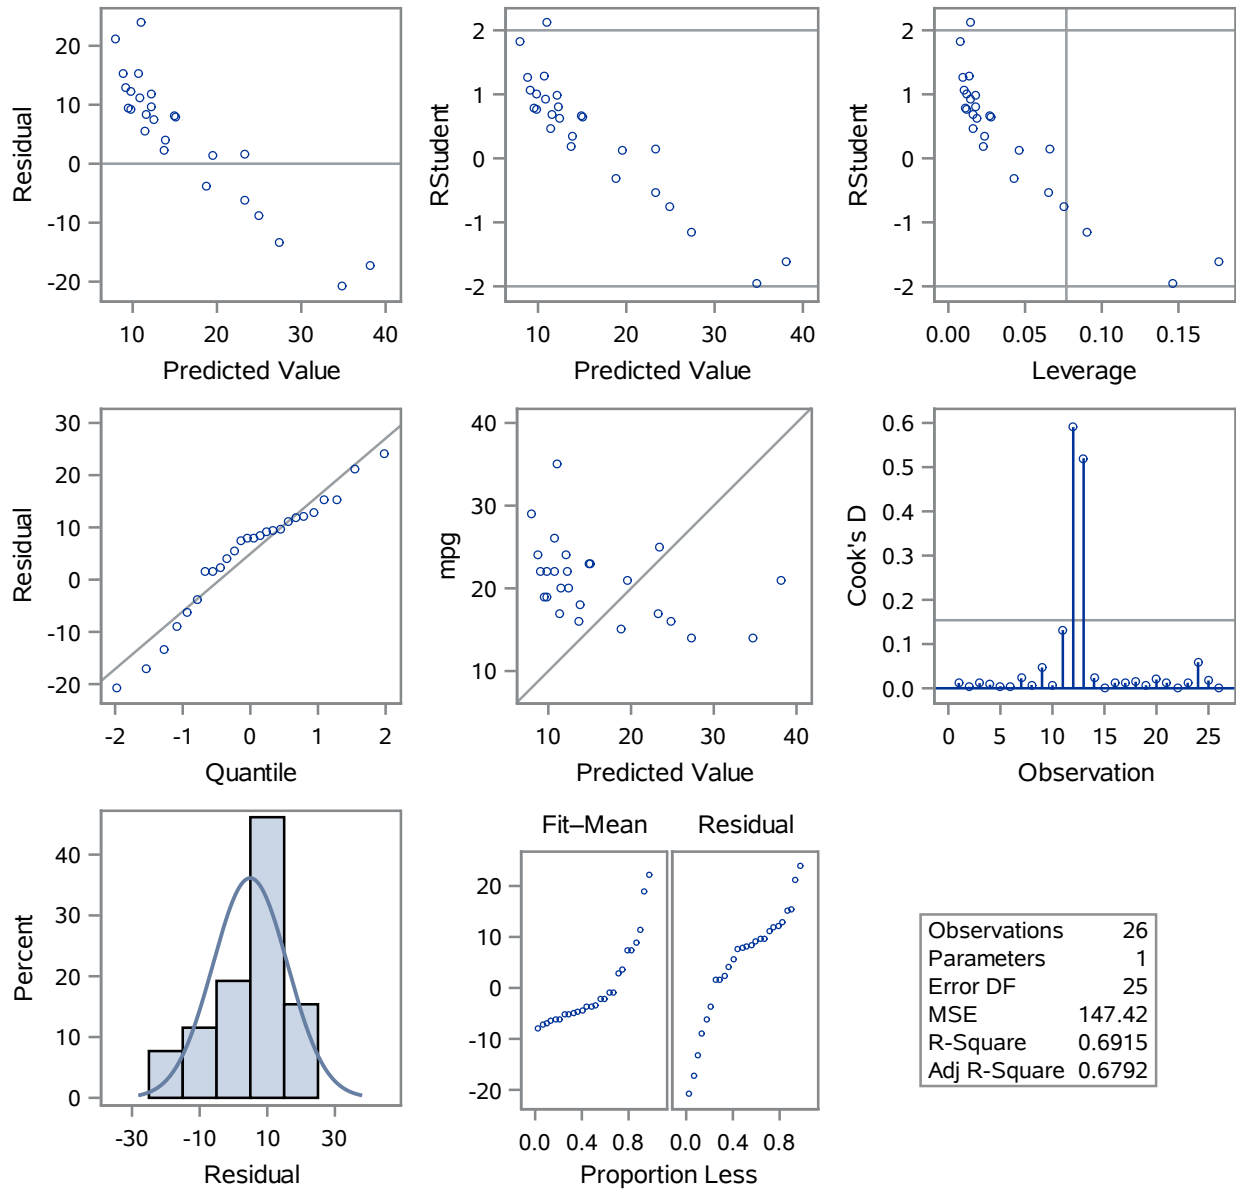 20
10
0
-10
-20
Residual
10 20 30 40
Predicted Value
2
1
0
-1
-2
RStudent
10 20 30 40
Predicted Value
2
1
0
-1
-2
RStudent
0.00 0.05 0.10 0.15
Leverage
30
20
10
0
-10
-20
Residual
-2 -1 0 1 2
Quantile
40
30
20
10
mpg
10 20 30 40
Predicted Value
0.6
0.5
0.4
0.3
0.2
0.1
0.0
Cook's D
0 5 10 15 20 25
Observation
40
30
20
10
0
Percent
-30 -10 10 30
Residual
Fit–Mean Residual
20
10
0
-10
-20
0.0 0.4 0.8 0.0 0.4 0.8
Proportion Less
Observations 26
Parameters 1
Error DF 25
MSE 147.42
R-Square 0.6915
Adj R-Square 0.6792